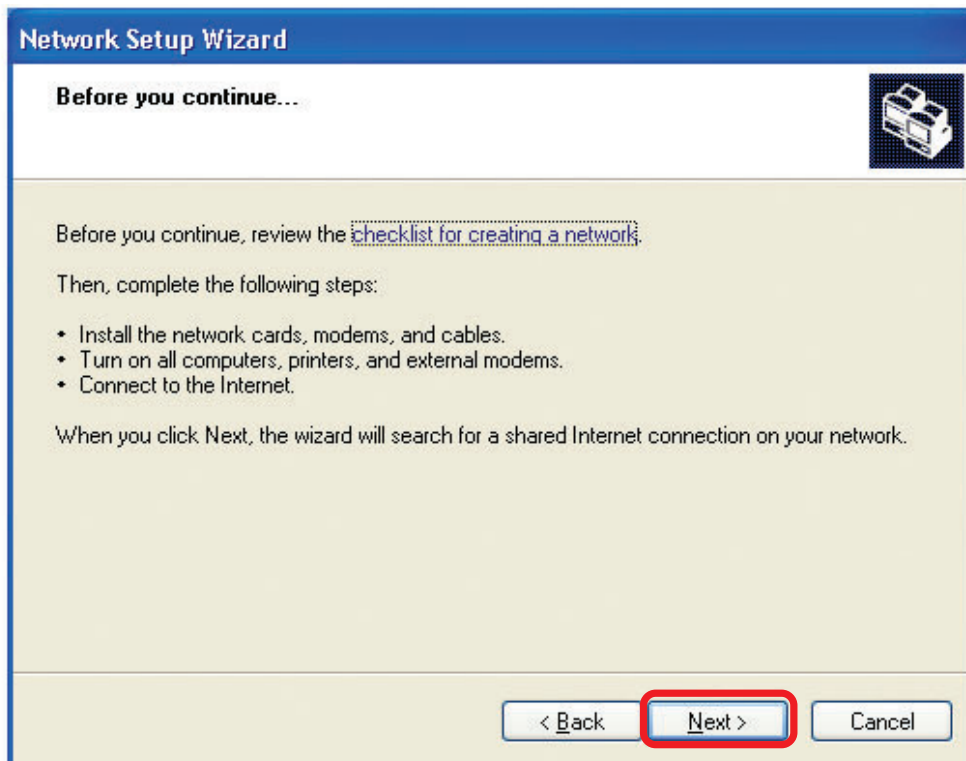 Network Setup Wizard
Before you continue...
Before you continue, review the checklist for creating a network.
Then, complete the following steps:
• Install the network cards, modems, and cables.
• Turn on all computers, printers, and external modems.
• Connect to the Internet.
When you click Next, the wizard will search for a shared Internet connection on your network.
< Back Next > Cancel